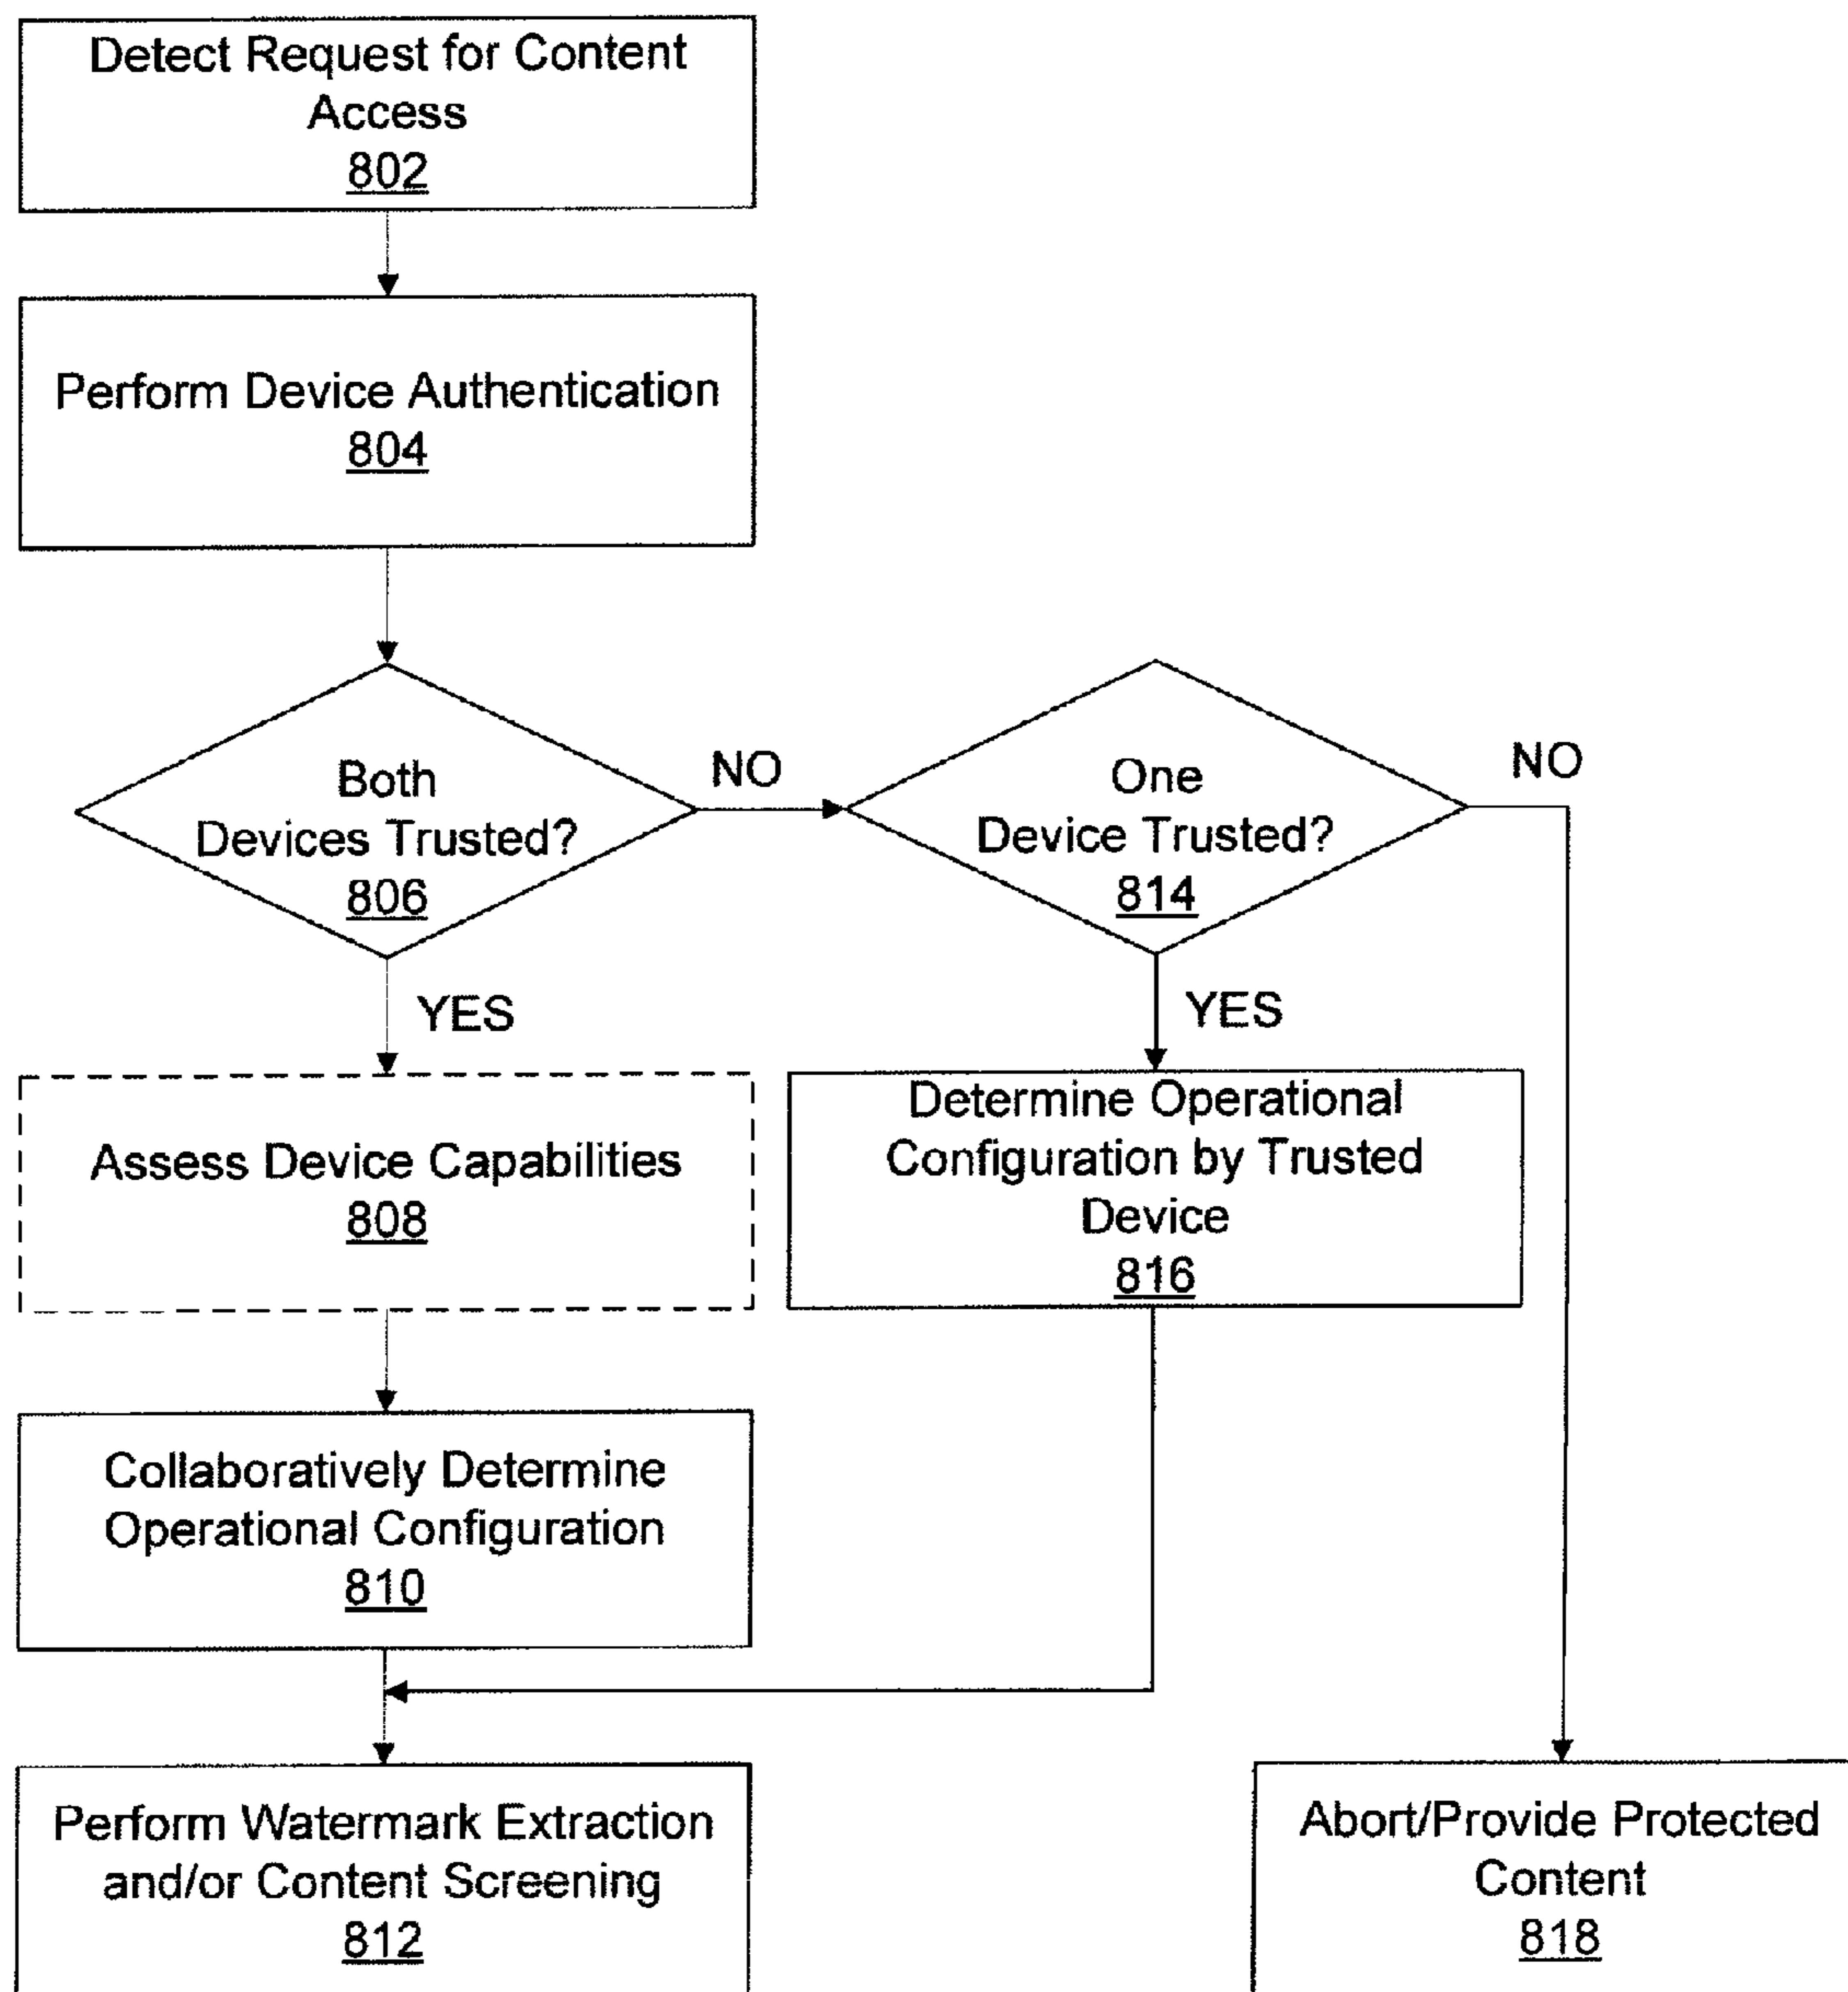 Detect Request for Content
Access
802
Perform Device Authentication
804
Both
Devices Trusted?
806
NO
One
Device Trusted?
814
NO
YES
YES
Assess Device Capabilities
808
Determine Operational
Configuration by Trusted
Device
816
Collaboratively Determine
Operational Configuration
810
Perform Watermark Extraction
and/or Content Screening
812
Abort/Provide Protected
Content
818